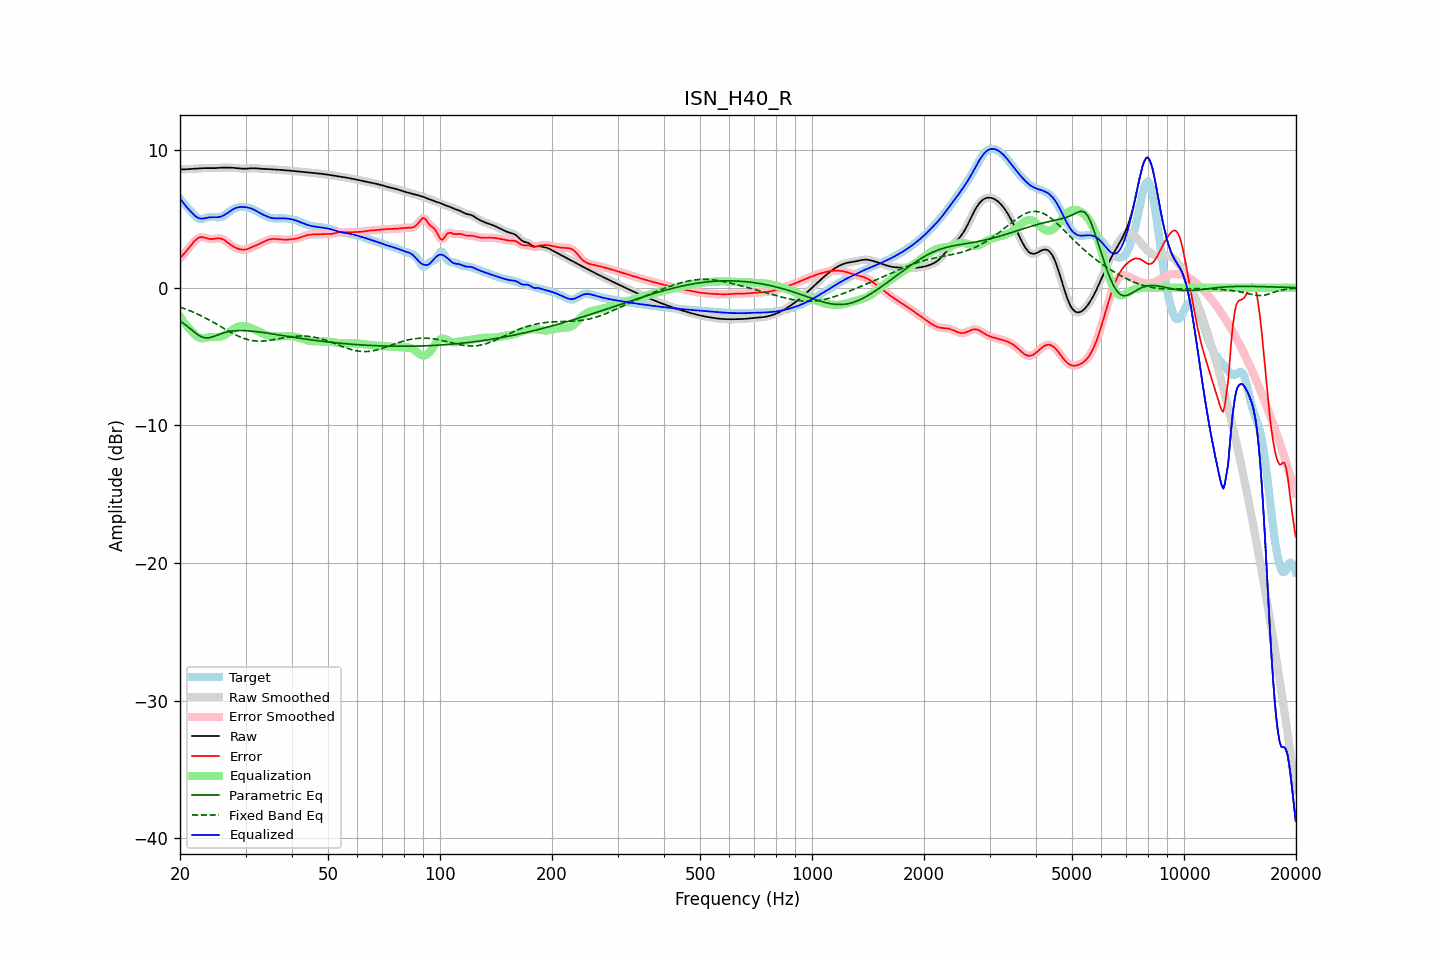 ISN_H40_R
10
0
−10
−20
−30
−40
Amplitude (dBr)
Target
Raw Smoothed
Error Smoothed
Raw
Error
Equalization
Parametric Eq
Fixed Band Eq
Equalized
20 50 100 200 500 1000 2000 5000 10000 20000
Frequency (Hz)